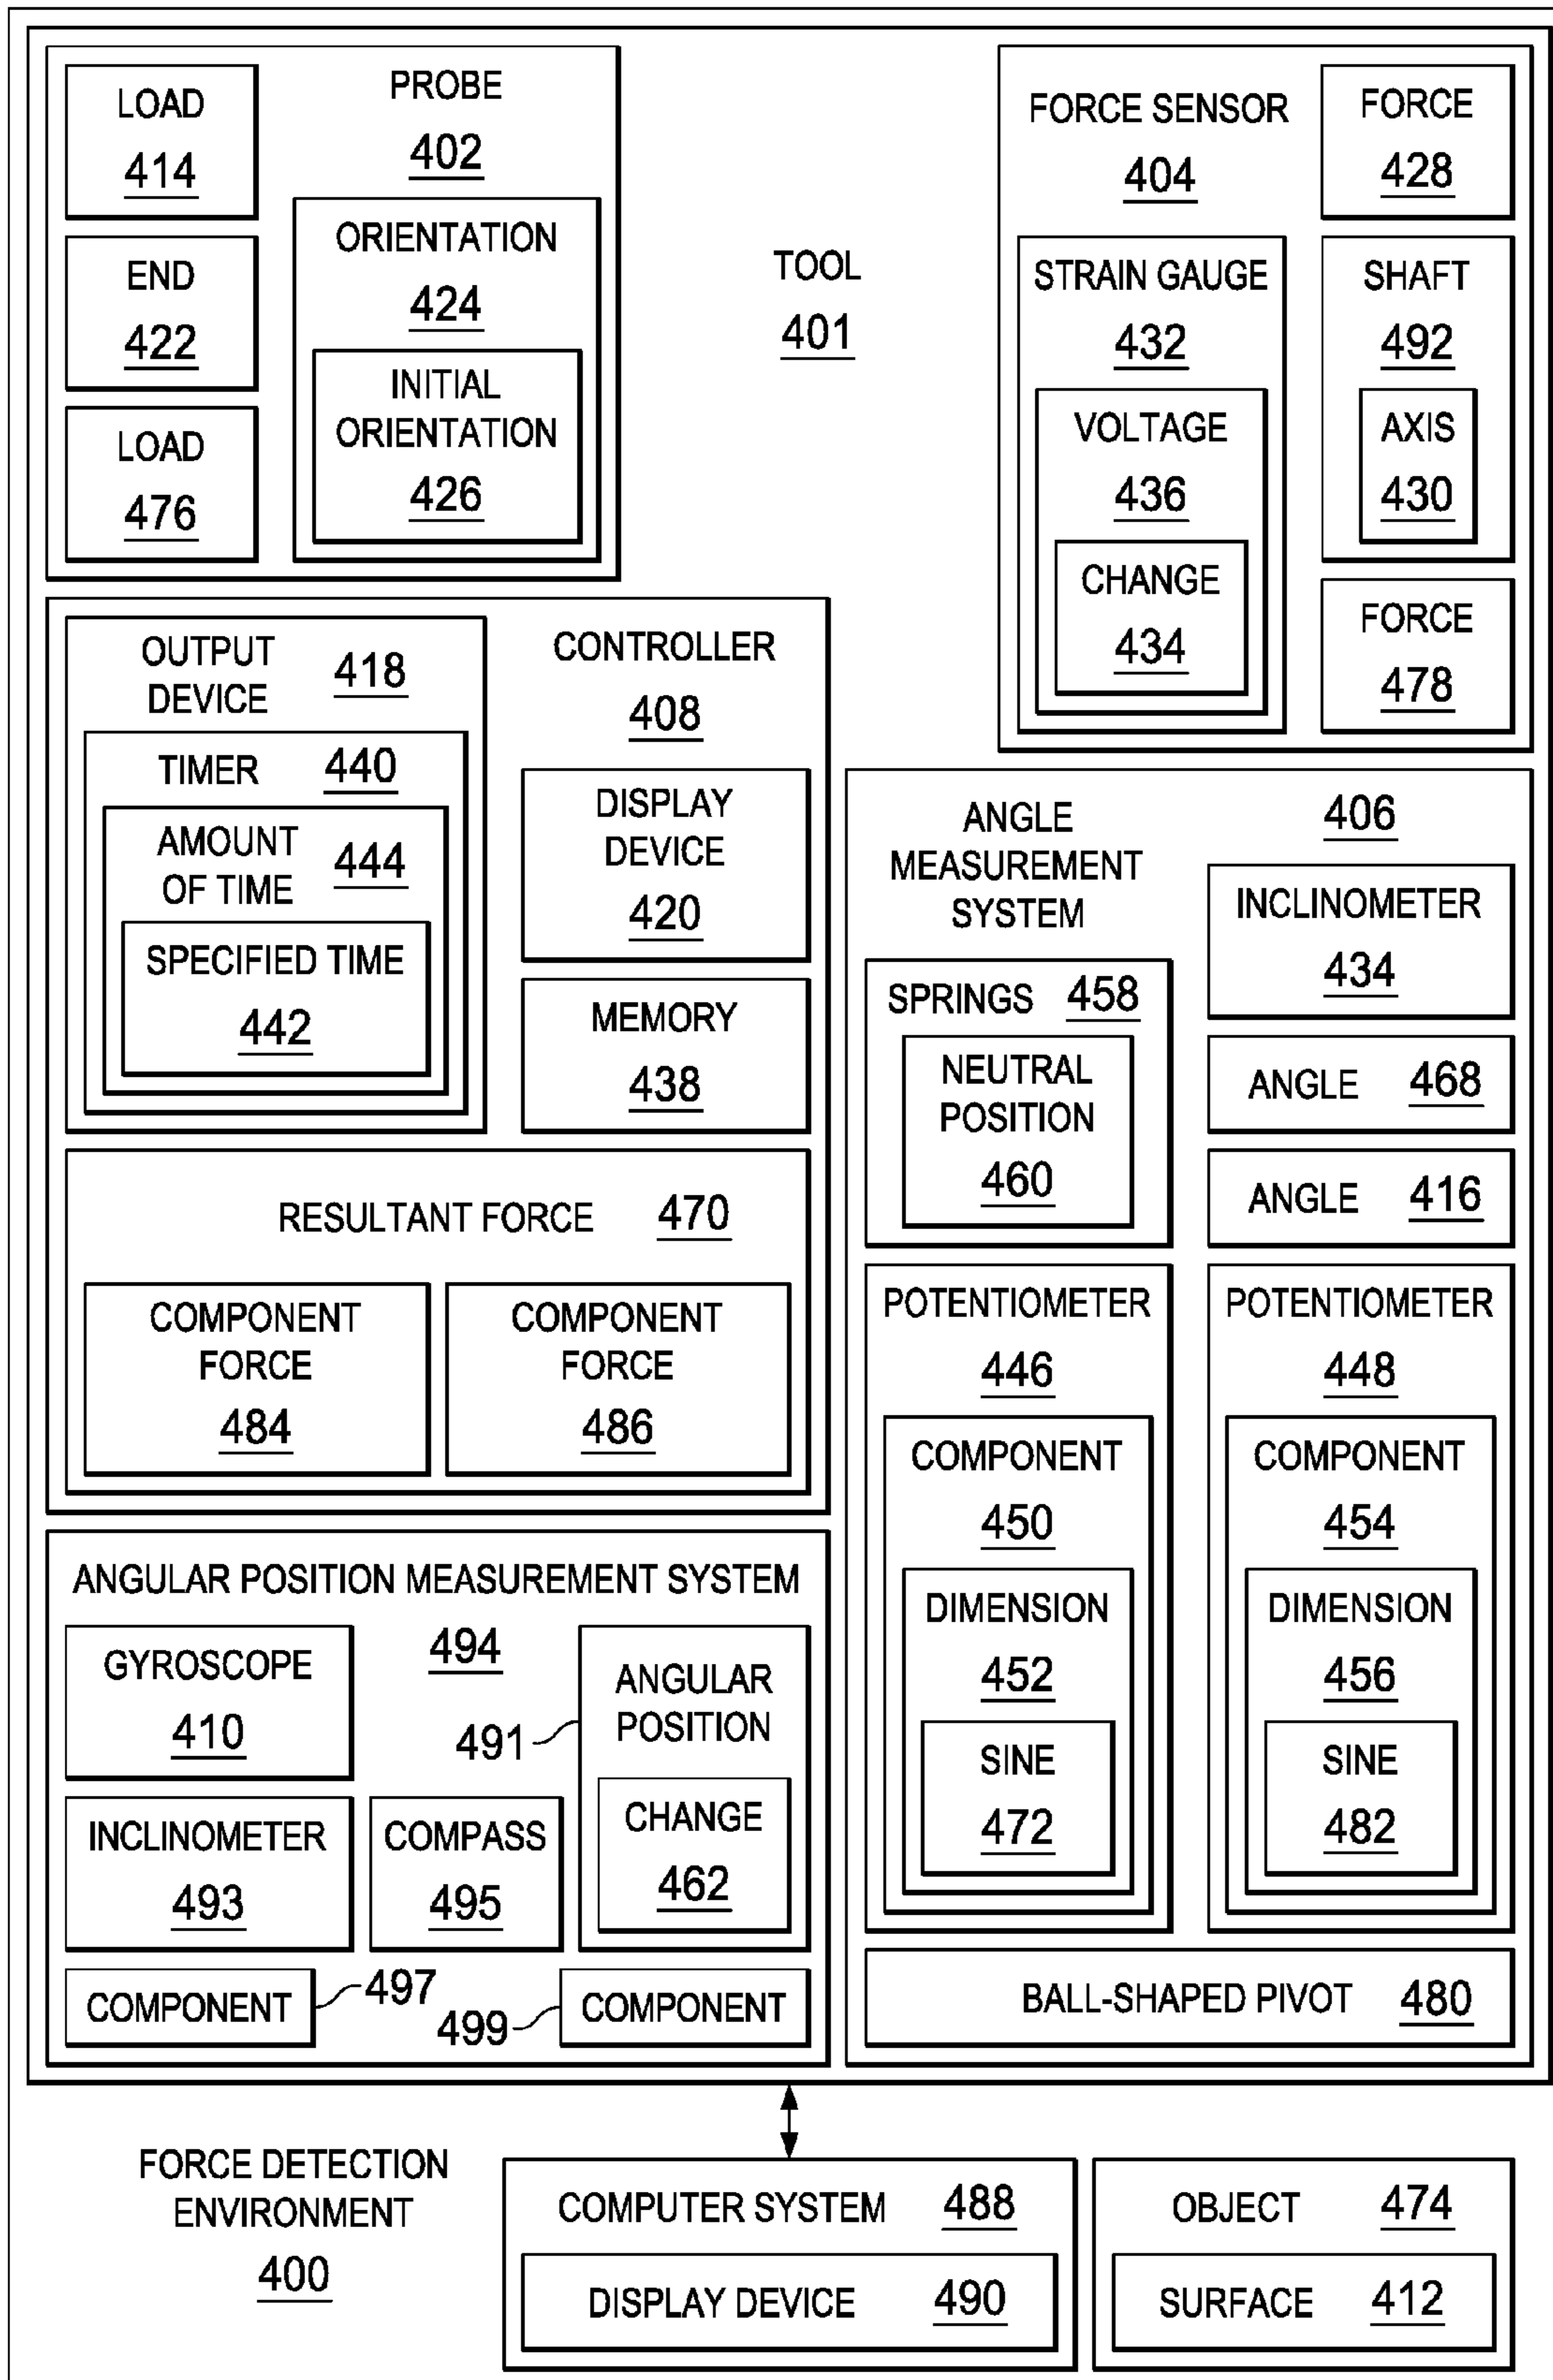 LOAD
414
PROBE
402
END
422
LOAD
476
ORIENTATION
424
INITIAL
ORIENTATION
426
TOOL
401
FORCE SENSOR
404
FORCE
428
STRAIN GAUGE
432
VOLTAGE
436
CHANGE
434
SHAFT
492
AXIS
430
FORCE
478
OUTPUT
DEVICE
418
TIMER 440
AMOUNT
OF TIME
444
SPECIFIED TIME
442
CONTROLLER
408
DISPLAY
DEVICE
420
MEMORY
438
RESULTANT FORCE 470
COMPONENT
FORCE
484
COMPONENT
FORCE
486
ANGLE
MEASUREMENT
SYSTEM
406
INCLINOMETER
434
SPRINGS 458
NEUTRAL
POSITION
460
ANGLE 468
ANGLE 416
POTENTIOMETER
446
COMPONENT
450
DIMENSION
452
SINE
472
POTENTIOMETER
448
COMPONENT
454
DIMENSION
456
SINE
482
BALL-SHAPED PIVOT 480
ANGULAR POSITION MEASUREMENT SYSTEM
494
GYROSCOPE
410
491
ANGULAR
POSITION
CHANGE
462
INCLINOMETER
493
COMPASS
495
COMPONENT
497
499
COMPONENT
FORCE DETECTION
ENVIRONMENT
400
COMPUTER SYSTEM 488
DISPLAY DEVICE 490
OBJECT 474
SURFACE 412